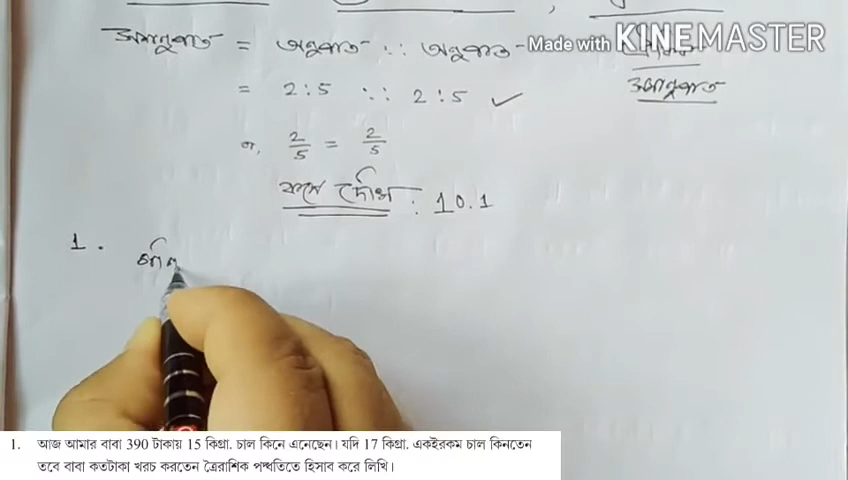 সমানুপাত = অনুপাত :: অনুপাত
Made with KINEMASTER
সমানুপাত
= 2:5 :: 2:5 ✓
বা, 2/5 = 2/5
কষে দেখি : 10.1
1.
1. আজ আমার বাবা 390 টাকায় 15 কিগ্রা. চাল কিনে এনেছেন। যদি 17 কিগ্রা. একইরকম চাল কিনতেন
তবে বাবা কতটাকা খরচ করতেন ত্রৈরাশিক পদ্ধতিতে হিসাব করে লিখি।